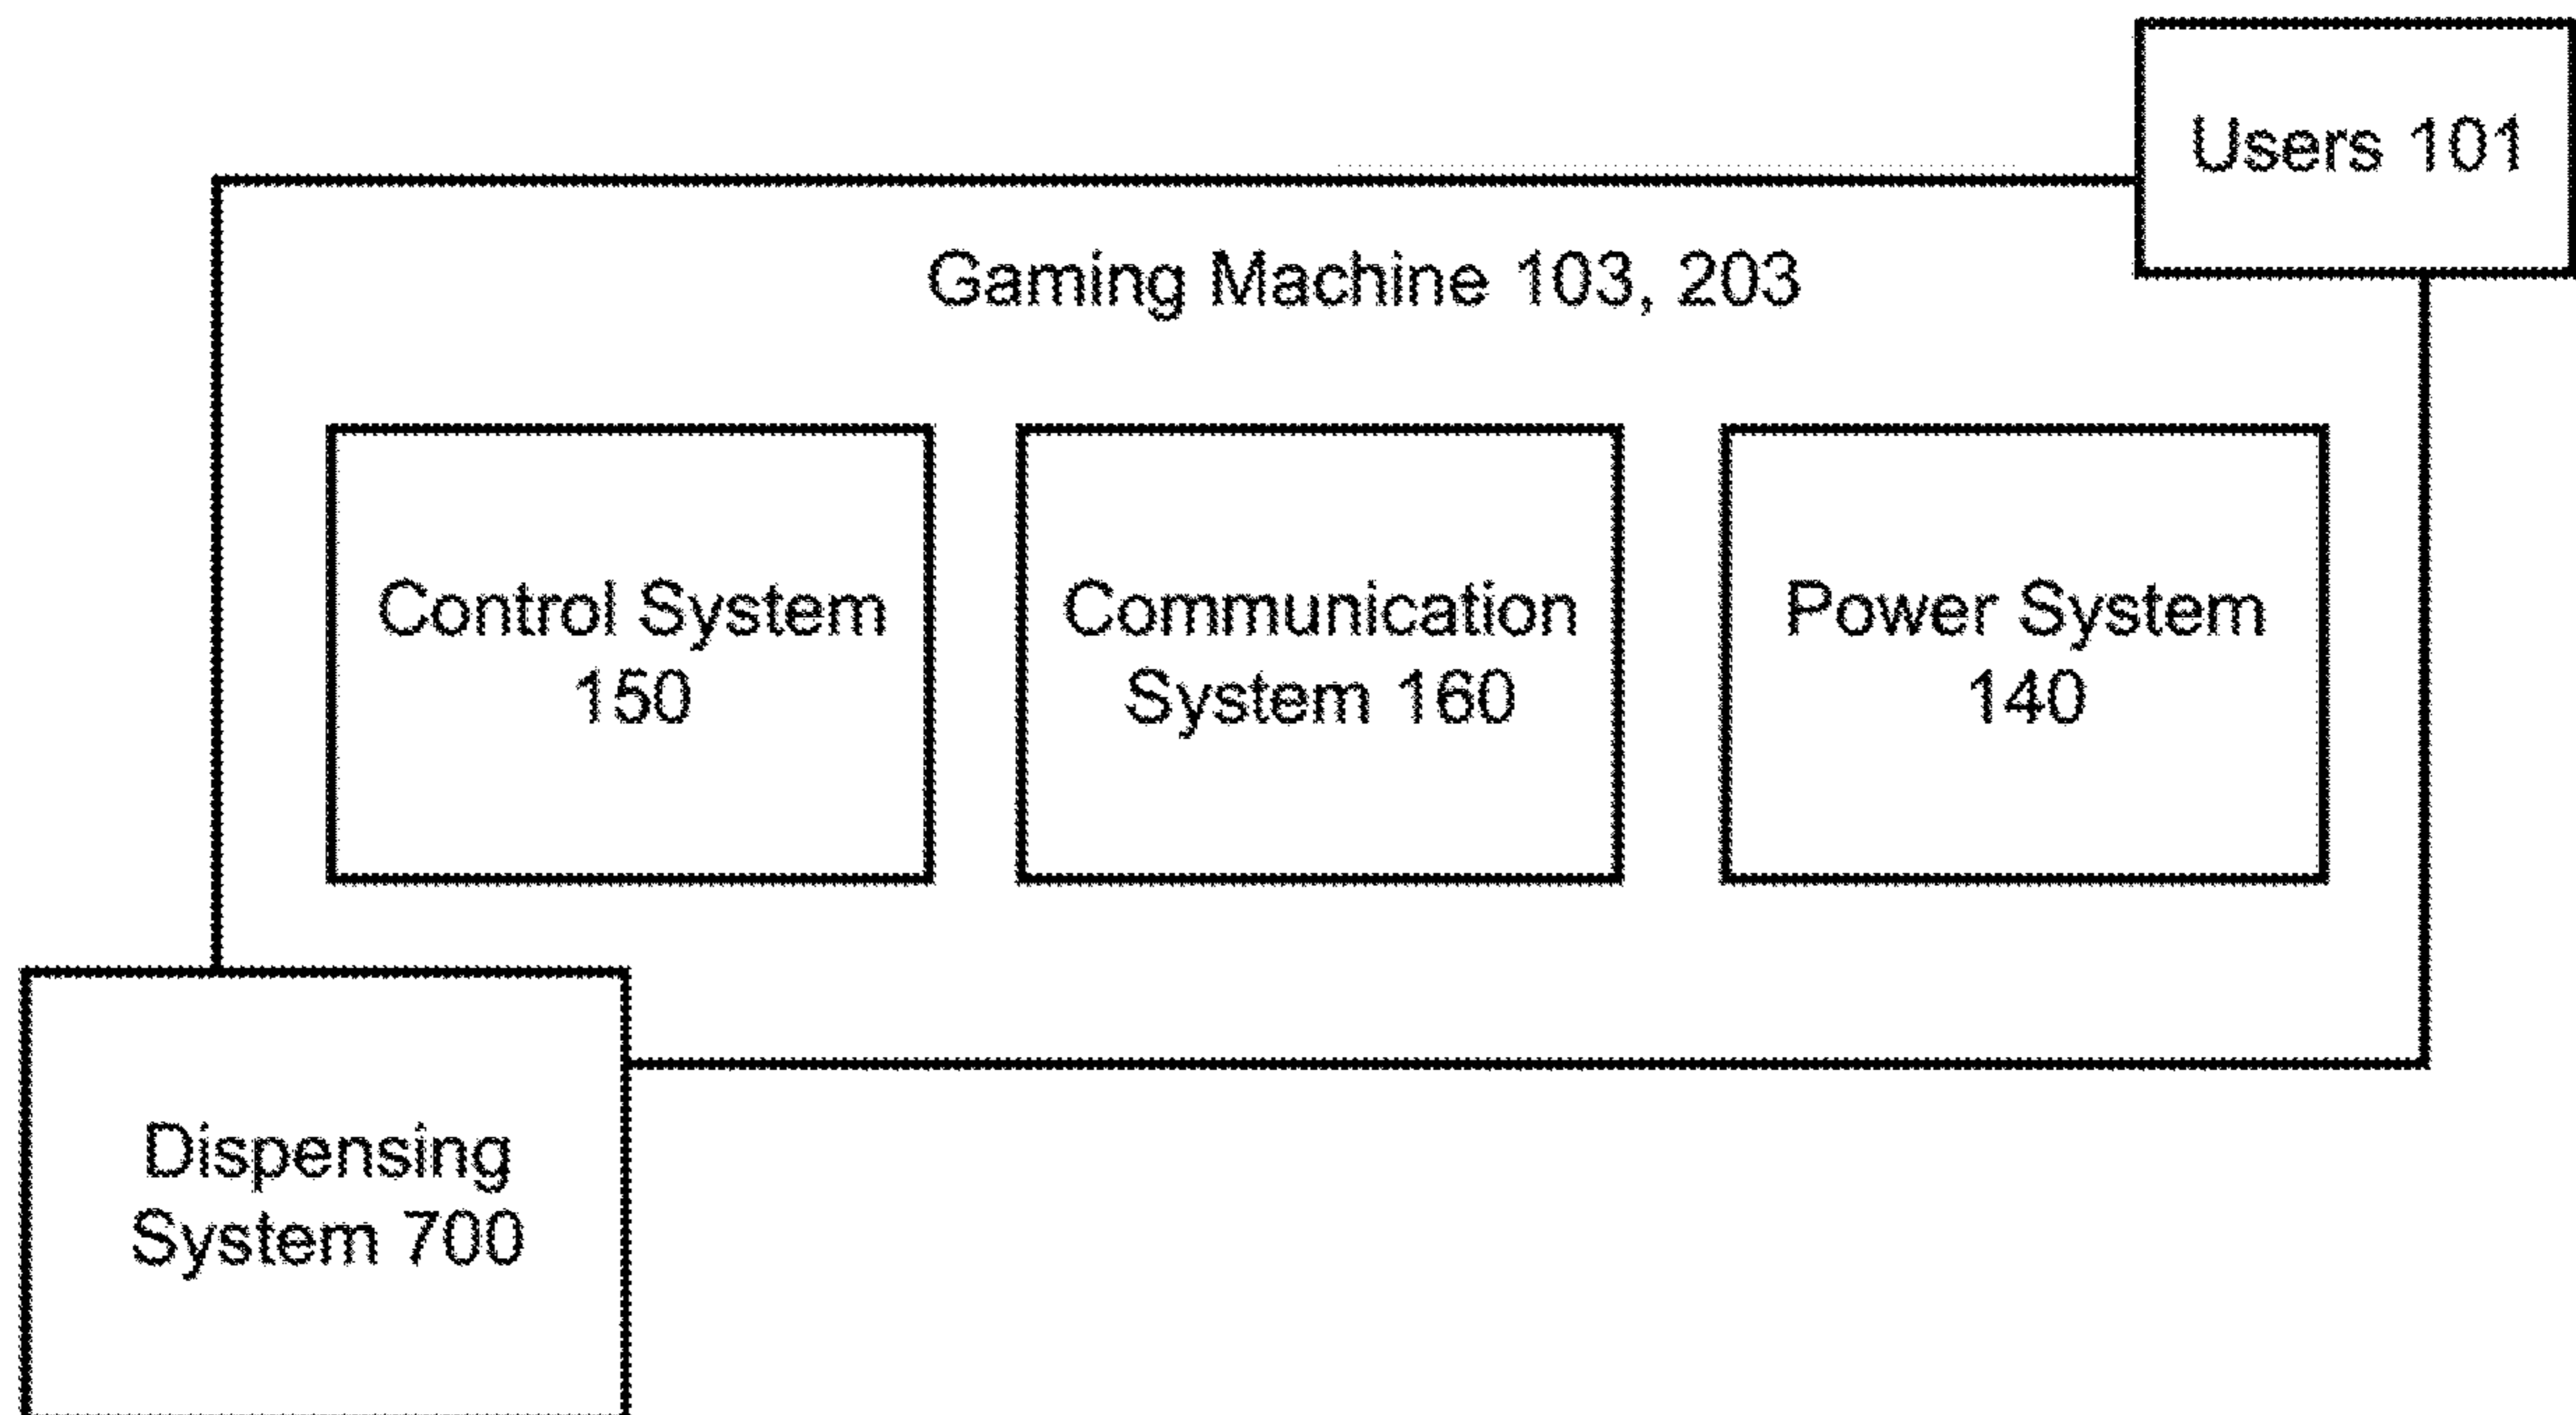 Users 101
Gaming Machine 103, 203
Control System
150
Communication
System 160
Power System
140
Dispensing
System 700